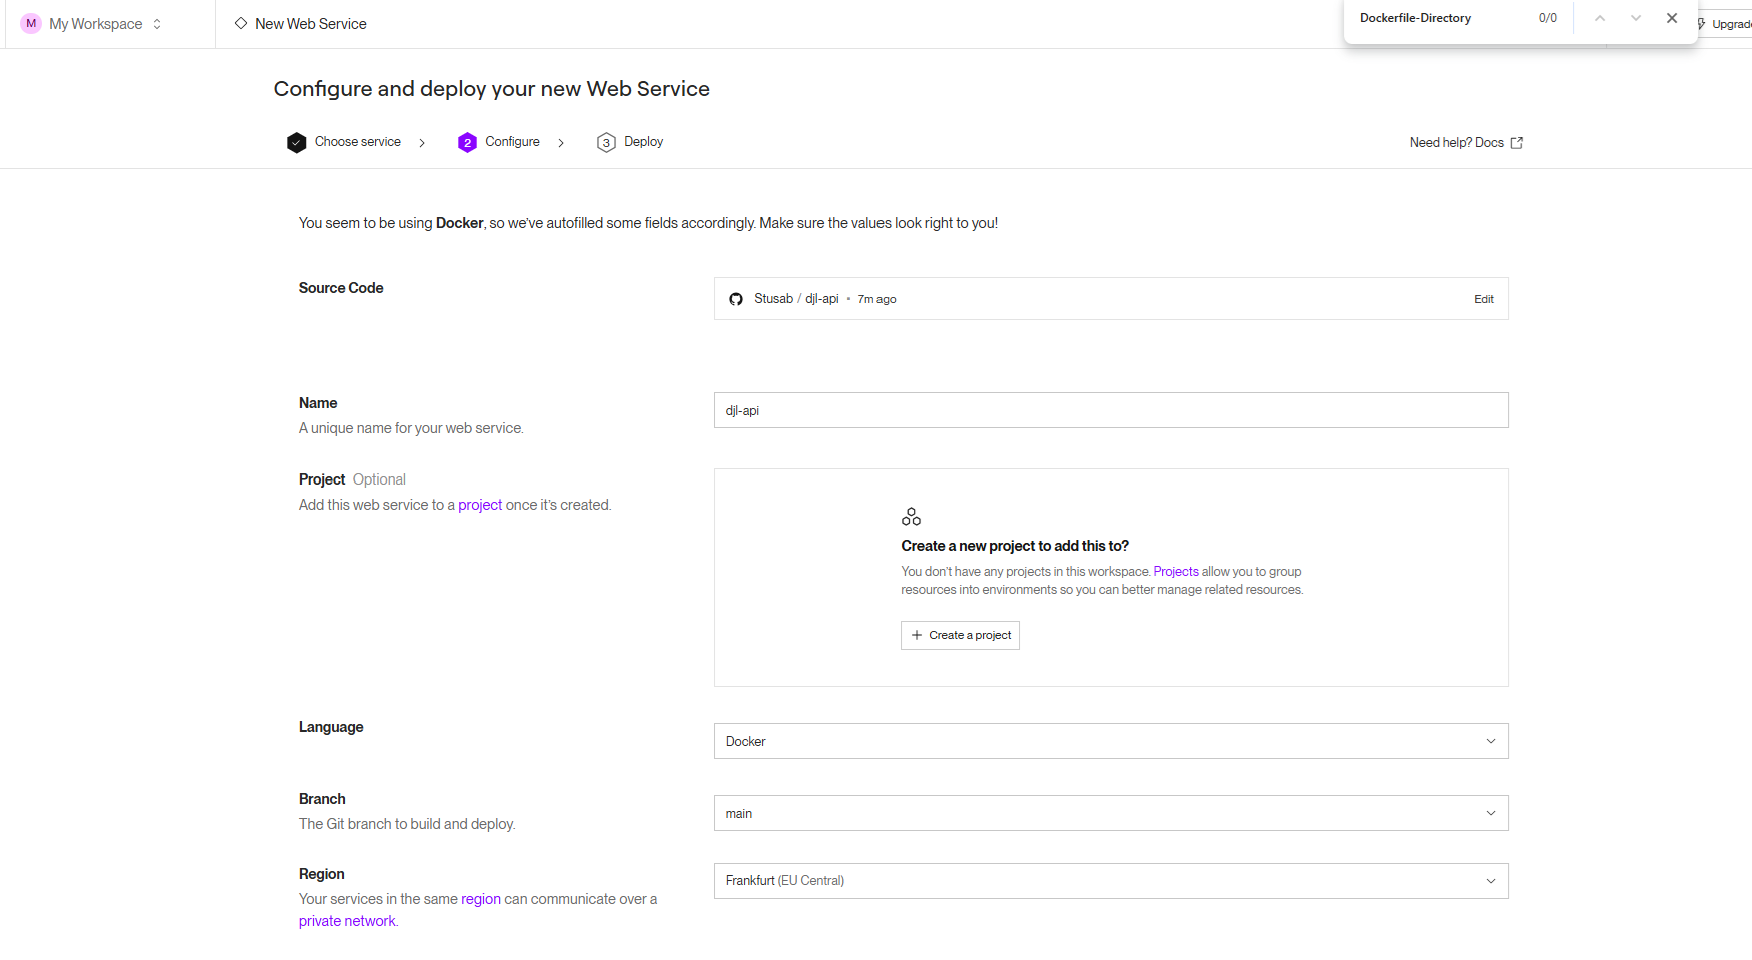 M My Workspace
New Web Service
Dockerfile-Directory 0/0
Upgrade
Configure and deploy your new Web Service
Choose service
2 Configure
3 Deploy
Need help? Docs
You seem to be using Docker, so we've autofilled some fields accordingly. Make sure the values look right to you!
Source Code
Stusab / djl-api • 7m ago
Edit
Name
A unique name for your web service.
djl-api
Project Optional
Add this web service to a project once it's created.
Create a new project to add this to?
You don't have any projects in this workspace. Projects allow you to group
resources into environments so you can better manage related resources.
+ Create a project
Language
Docker
Branch
The Git branch to build and deploy.
main
Region
Your services in the same region can communicate over a
private network.
Frankfurt (EU Central)